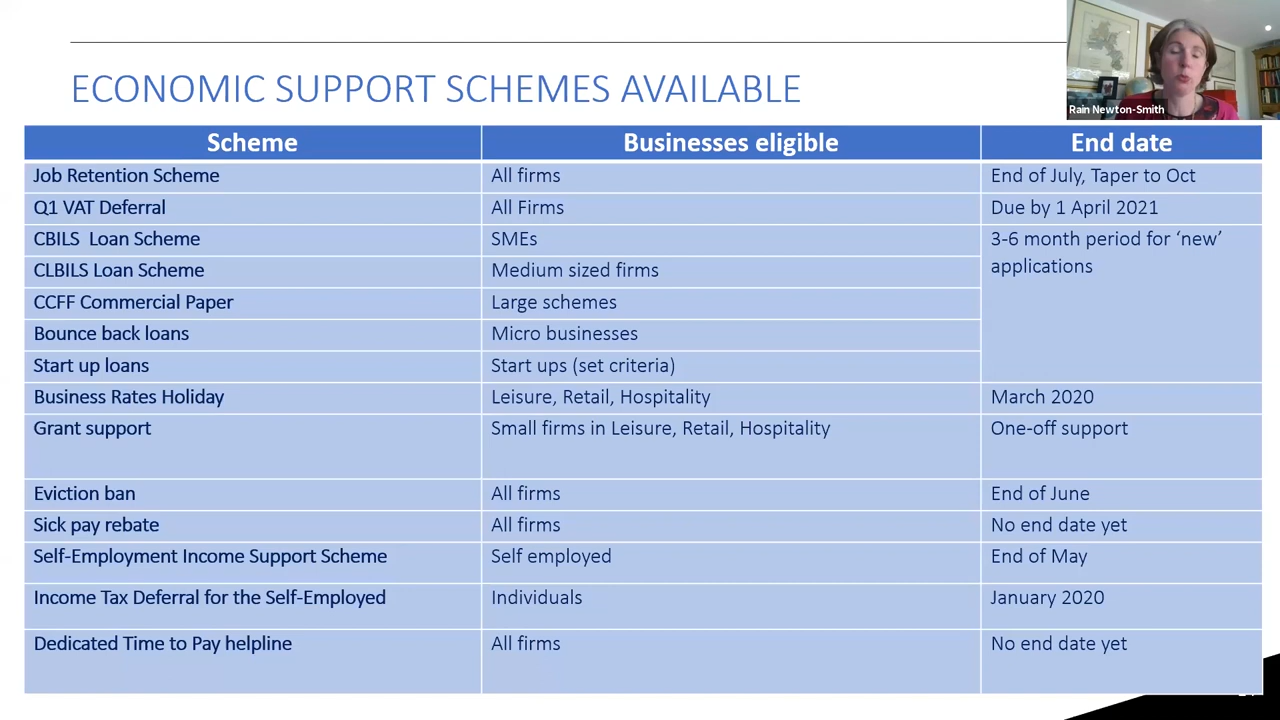 ECONOMIC SUPPORT SCHEMES AVAILABLE
Rain Newton-Smith
Scheme Businesses eligible End date
Job Retention Scheme All firms End of July, Taper to Oct
Q1 VAT Deferral All Firms Due by 1 April 2021
CBILS Loan Scheme SMEs 3-6 month period for ‘new’
applications
CLBILS Loan Scheme Medium sized firms
CCFF Commercial Paper Large schemes
Bounce back loans Micro businesses
Start up loans Start ups (set criteria)
Business Rates Holiday Leisure, Retail, Hospitality March 2020
Grant support Small firms in Leisure, Retail, Hospitality One-off support
Eviction ban All firms End of June
Sick pay rebate All firms No end date yet
Self-Employment Income Support Scheme Self employed End of May
Income Tax Deferral for the Self-Employed Individuals January 2020
Dedicated Time to Pay helpline All firms No end date yet